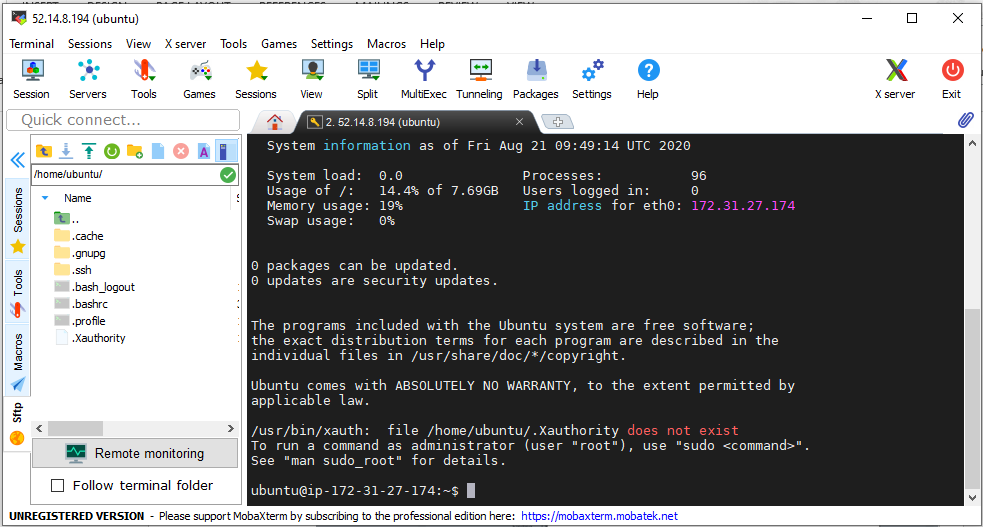 52.14.8.194 (ubuntu)
Terminal Sessions View X server Tools Games Settings Macros Help
Session Servers Tools Games Sessions View Split MultiExec Tunneling Packages Settings Help X server Exit
Quick connect...
2. 52.14.8.194 (ubuntu)
/home/ubuntu/
Name
..
.cache
.gnupg
.ssh
.bash_logout
.bashrc
.profile
.Xauthority
Sessions
Tools
Macros
Sftp
Remote monitoring
Follow terminal folder
System information as of Fri Aug 21 09:49:14 UTC 2020
System load: 0.0 Processes: 96
Usage of /: 14.4% of 7.69GB Users logged in: 0
Memory usage: 19% IP address for eth0: 172.31.27.174
Swap usage: 0%
0 packages can be updated.
0 updates are security updates.
The programs included with the Ubuntu system are free software;
the exact distribution terms for each program are described in the
individual files in /usr/share/doc/*/copyright.
Ubuntu comes with ABSOLUTELY NO WARRANTY, to the extent permitted by
applicable law.
/usr/bin/xauth: file /home/ubuntu/.Xauthority does not exist
To run a command as administrator (user "root"), use "sudo <command>".
See "man sudo_root" for details.
ubuntu@ip-172-31-27-174:~$
UNREGISTERED VERSION - Please support MobaXterm by subscribing to the professional edition here: https://mobaxterm.mobatek.net